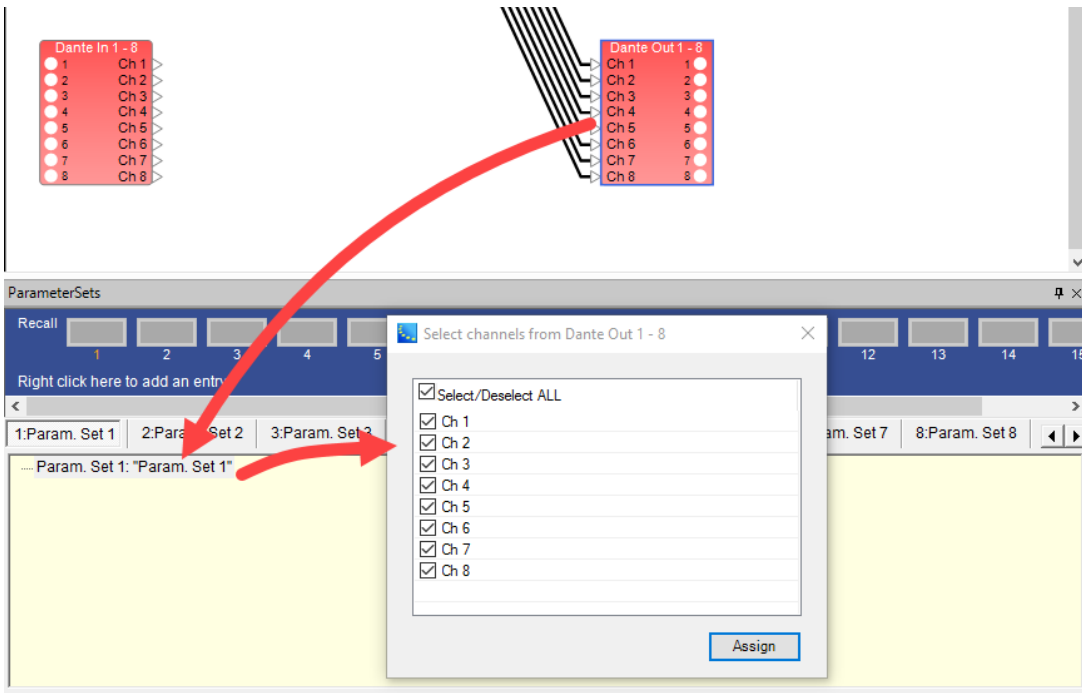 Dante In 1 - 8
1 Ch 1
2 Ch 2
3 Ch 3
4 Ch 4
5 Ch 5
6 Ch 6
7 Ch 7
8 Ch 8
Dante Out 1 - 8
Ch 1 1
Ch 2 2
Ch 3 3
Ch 4 4
Ch 5 5
Ch 6 6
Ch 7 7
Ch 8 8
ParameterSets
Recall
1 2 3 4 5 12 13 14
Right click here to add an entry
1:Param. Set 1 2:Param. Set 2 3:Param. Set 3 am. Set 7 8:Param. Set 8
Param. Set 1: "Param. Set 1"
Select channels from Dante Out 1 - 8
Select/Deselect ALL
Ch 1
Ch 2
Ch 3
Ch 4
Ch 5
Ch 6
Ch 7
Ch 8
Assign